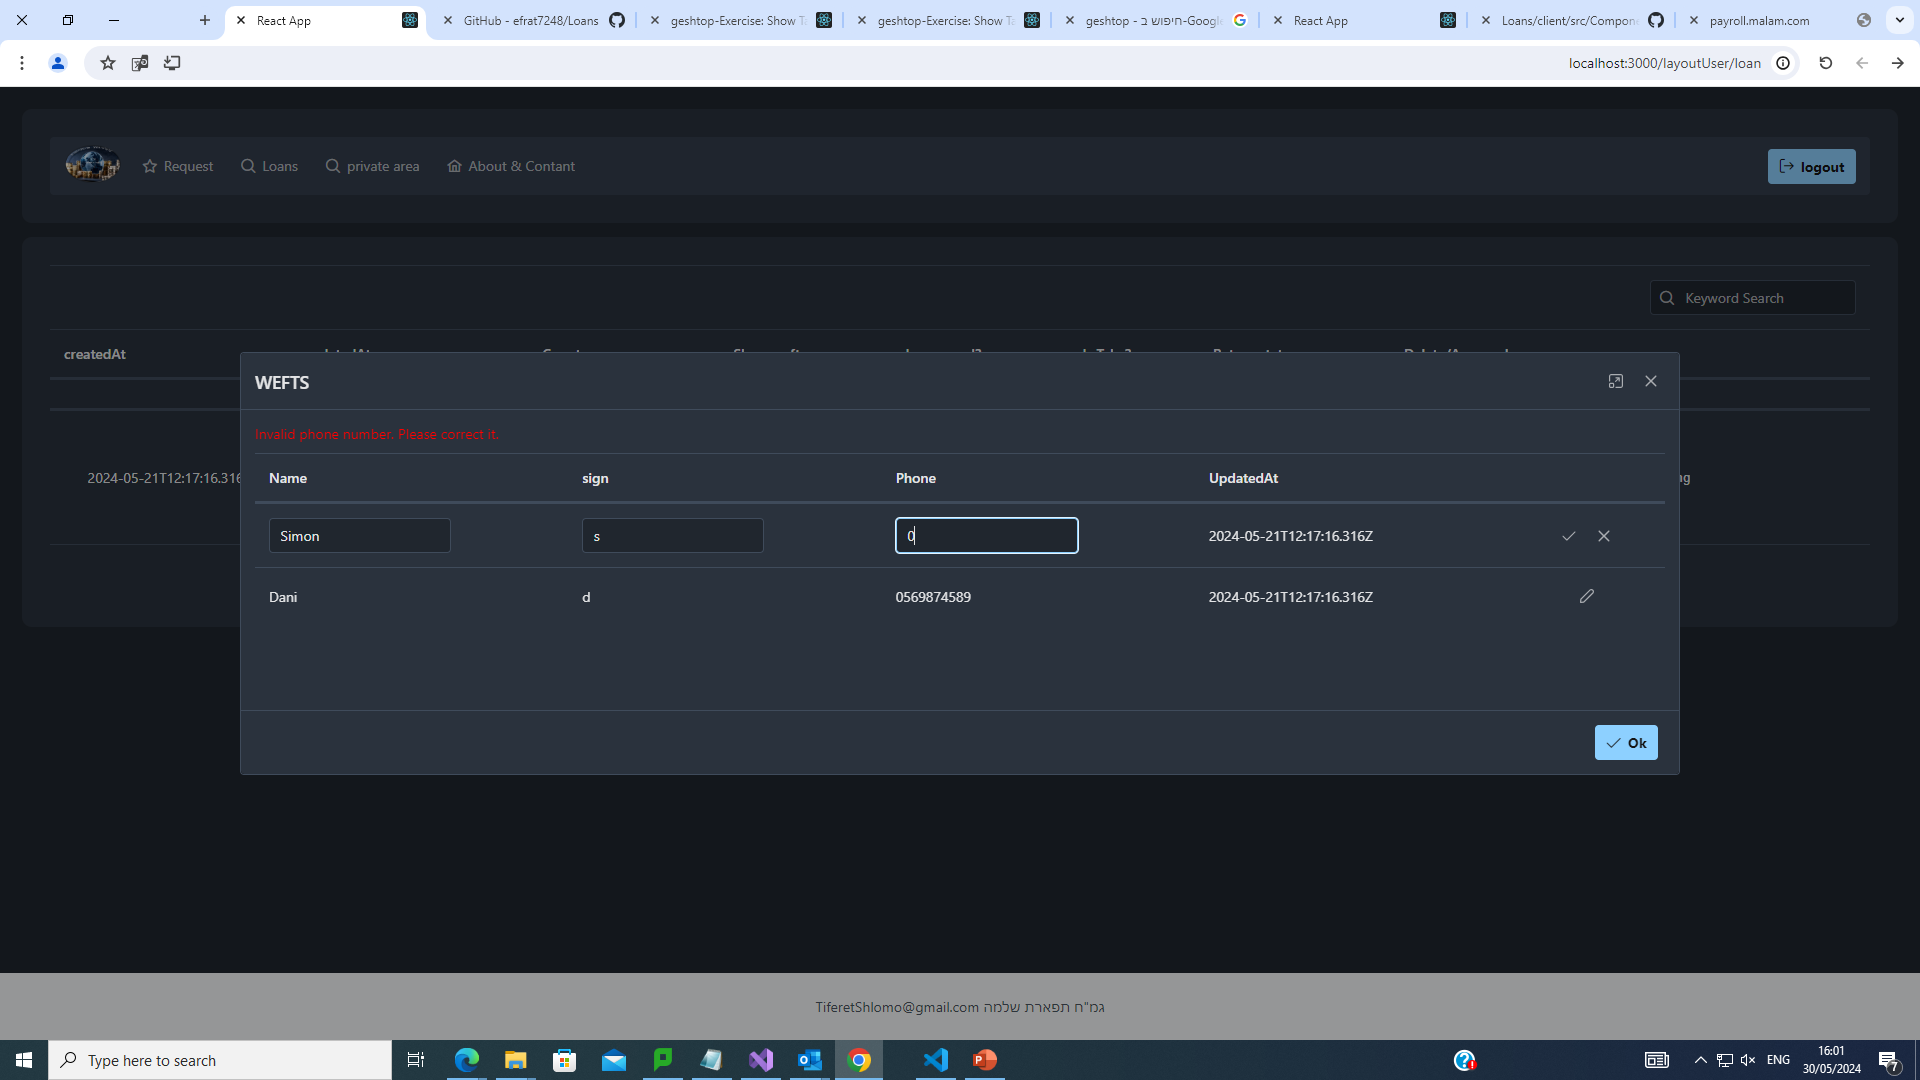 React App
GitHub - efrat7248/Loans
geshtop-Exercise: Show Ta
geshtop-Exercise: Show Ta
geshtop - חיפוש ב-Google
React App
Loans/client/src/Compone
payroll.malam.com
localhost:3000/layoutUser/loan
Request
Loans
private area
About & Contant
logout
Keyword Search
createdAt
WEFTS
Invalid phone number. Please correct it.
Name sign Phone UpdatedAt
2024-05-21T12:17:16.316
Simon s 0 2024-05-21T12:17:16.316Z
Dani d 0569874589 2024-05-21T12:17:16.316Z
Ok
TiferetShlomo@gmail.com גמ"ח תפארת שלמה
Type here to search
ENG
16:01
30/05/2024
7